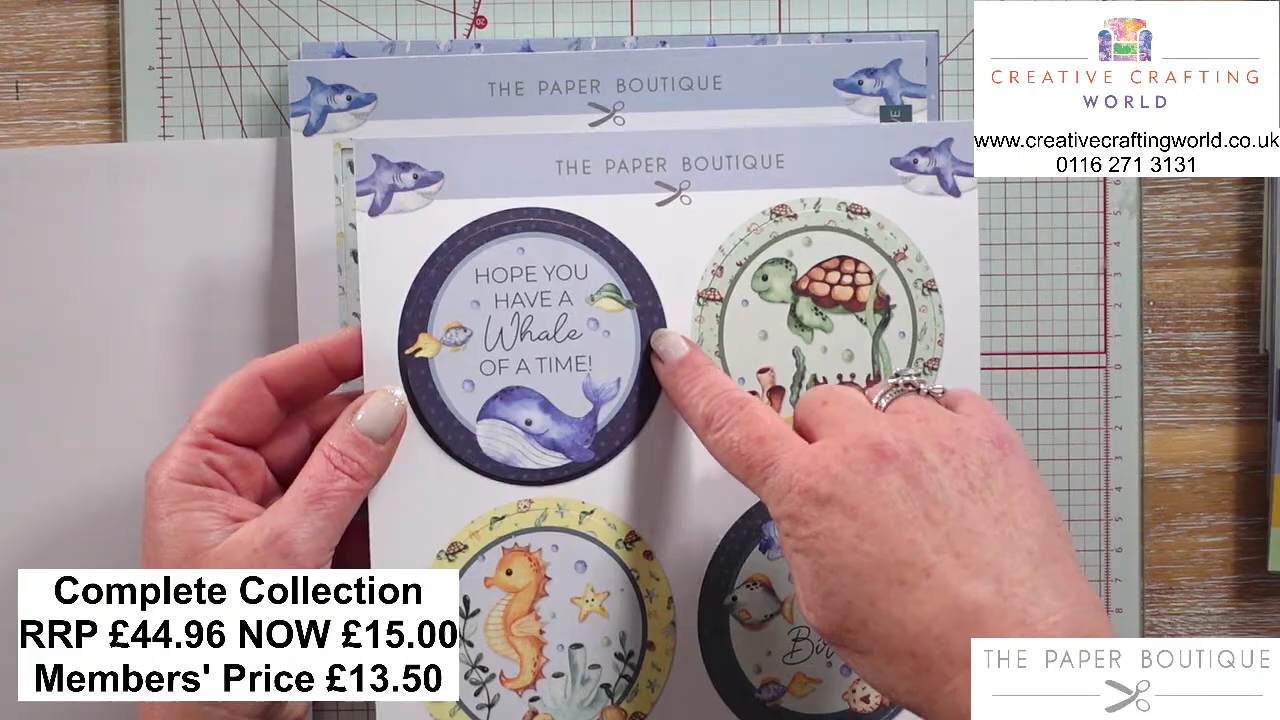 CREATIVE CRAFTING
WORLD
www.creativecraftingworld.co.uk
0116 271 3131
THE PAPER BOUTIQUE
THE PAPER BOUTIQUE
HOPE YOU
HAVE A
Whale
OF A TIME!
Complete Collection
RRP £44.96 NOW £15.00
Members' Price £13.50
THE PAPER BOUTIQUE